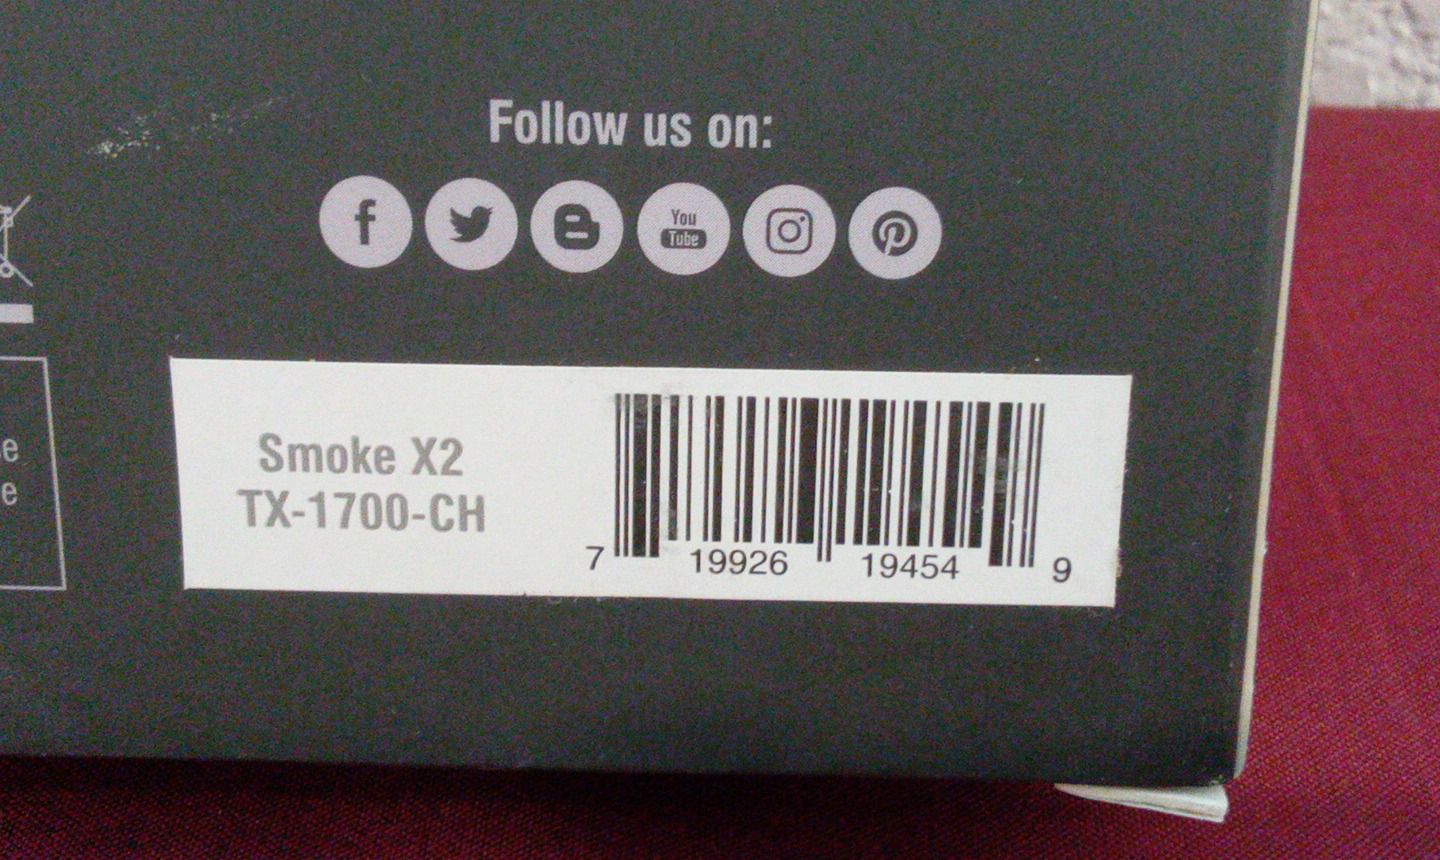 Follow us on:
f
You
Tube
e
e
Smoke X2
TX-1700-CH
7 19926 19454 9